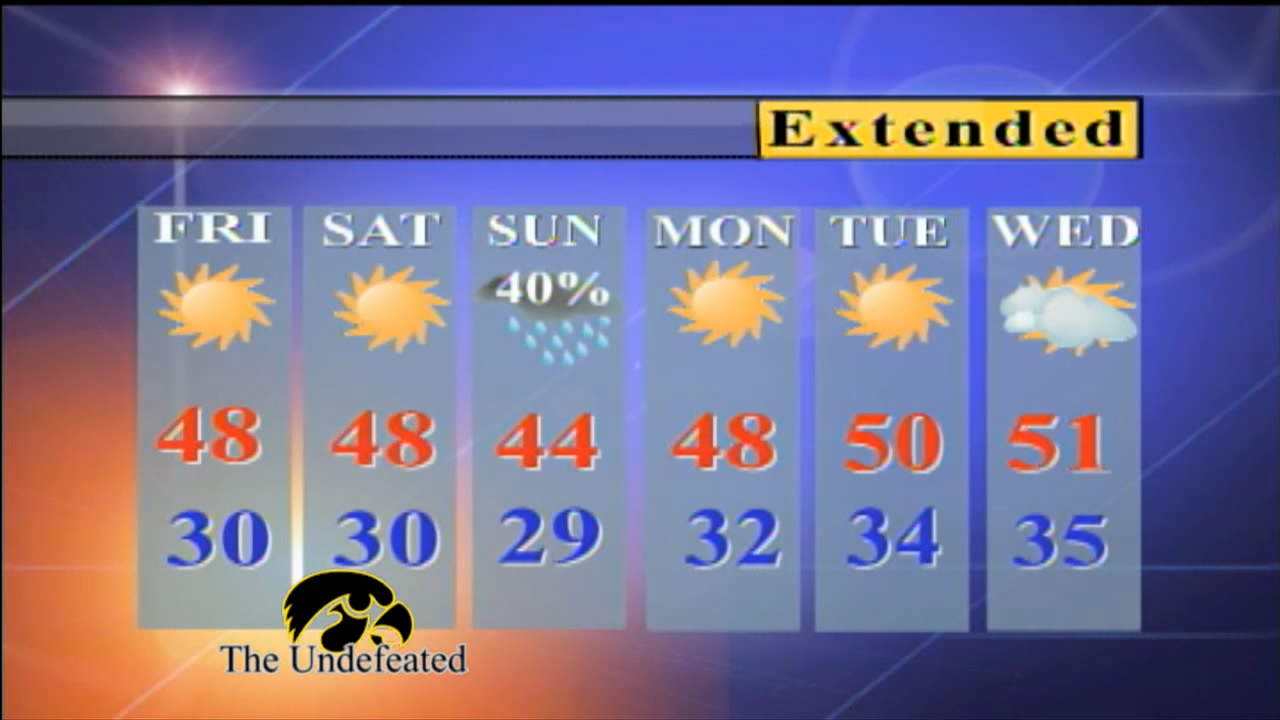 Extended
FRI SAT SUN MON TUE WED
40%
48 48 44 48 50 51
30 30 29 32 34 35
The Undefeated